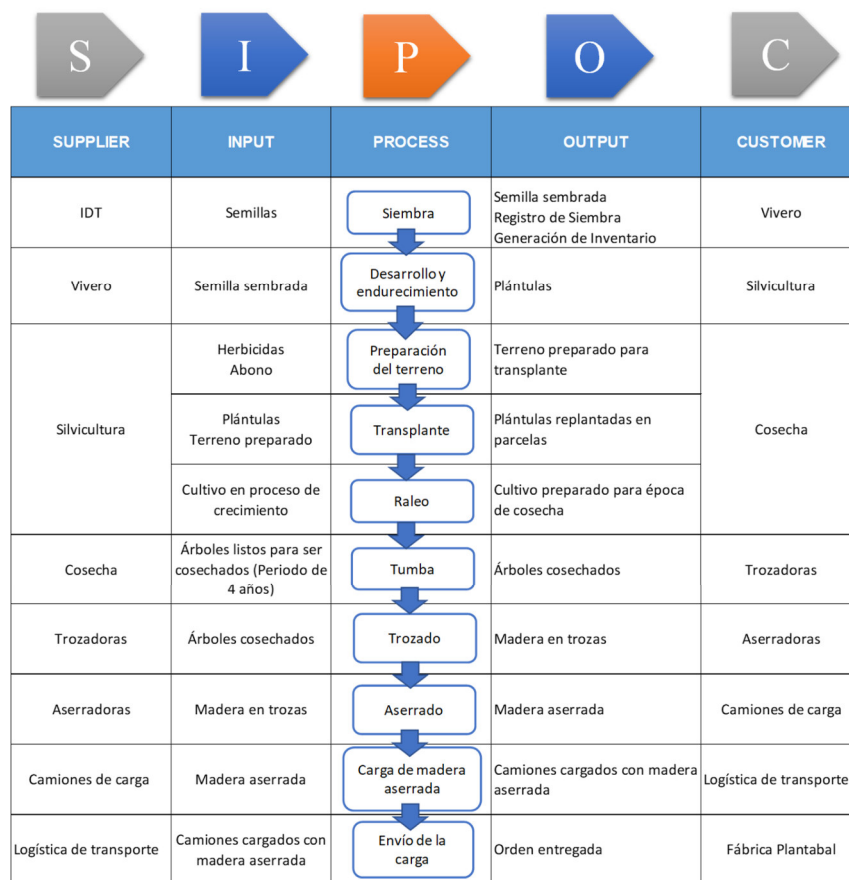 S
I
P
O
C
SUPPLIER
INPUT
PROCESS
OUTPUT
CUSTOMER
IDT
Semillas
Siembra
Semilla sembrada
Registro de Siembra
Generación de Inventario
Vivero
Vivero
Semilla sembrada
Desarrollo y
endurecimiento
Plántulas
Silvicultura
Silvicultura
Herbicidas
Abono
Preparación
del terreno
Terreno preparado para
transplante
Cosecha
Plántulas
Terreno preparado
Transplante
Plántulas replantadas en
parcelas
Cultivo en proceso de
crecimiento
Raleo
Cultivo preparado para época
de cosecha
Cosecha
Árboles listos para ser
cosechados (Periodo de
4 años)
Tumba
Árboles cosechados
Trozadoras
Trozadoras
Árboles cosechados
Trozado
Madera en trozas
Aserradoras
Aserradoras
Madera en trozas
Aserrado
Madera aserrada
Camiones de carga
Camiones de carga
Madera aserrada
Carga de madera
aserrada
Camiones cargados con madera
aserrada
Logística de transporte
Logística de transporte
Camiones cargados con
madera aserrada
Envío de la
carga
Orden entregada
Fábrica Plantabal